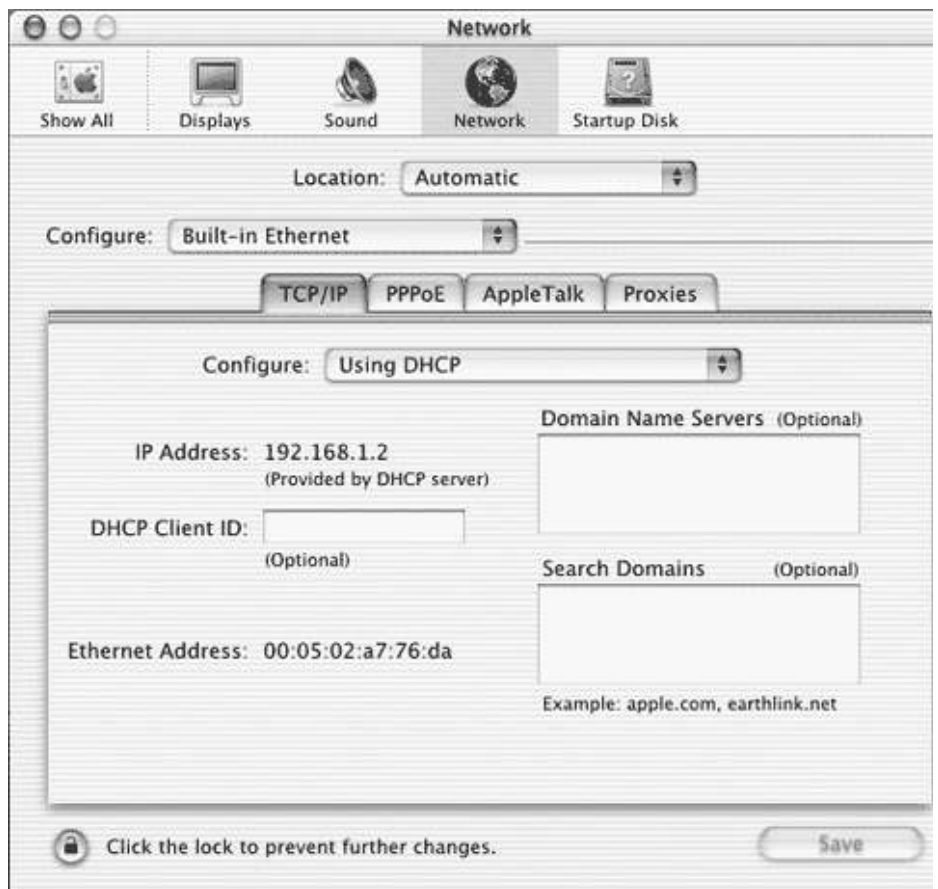 Network
Show All Displays Sound Network Startup Disk
Location: Automatic
Configure: Built-in Ethernet
TCP/IP PPPoE AppleTalk Proxies
Configure: Using DHCP
Domain Name Servers (Optional)
IP Address: 192.168.1.2
(Provided by DHCP server)
DHCP Client ID:
(Optional)
Search Domains (Optional)
Ethernet Address: 00:05:02:a7:76:da
Example: apple.com, earthlink.net
Click the lock to prevent further changes.
Save